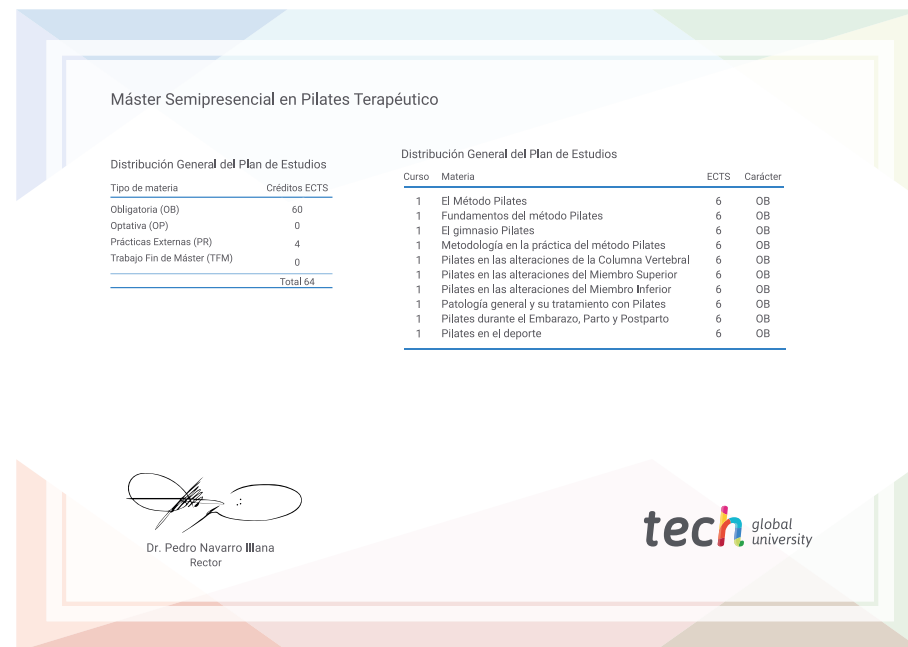 Máster Semipresencial en Pilates Terapéutico
Distribución General del Plan de Estudios
Tipo de materia Créditos ECTS
Obligatoria (OB) 60
Optativa (OP) 0
Prácticas Externas (PR) 4
Trabajo Fin de Máster (TFM) 0
Total 64
Distribución General del Plan de Estudios
Curso Materia ECTS Carácter
1 El Método Pilates 6 OB
1 Fundamentos del método Pilates 6 OB
1 El gimnasio Pilates 6 OB
1 Metodología en la práctica del método Pilates 6 OB
1 Pilates en las alteraciones de la Columna Vertebral 6 OB
1 Pilates en las alteraciones del Miembro Superior 6 OB
1 Pilates en las alteraciones del Miembro Inferior 6 OB
1 Patología general y su tratamiento con Pilates 6 OB
1 Pilates durante el Embarazo, Parto y Postparto 6 OB
1 Pilates en el deporte 6 OB
Dr. Pedro Navarro Illana
Rector
tech global
university